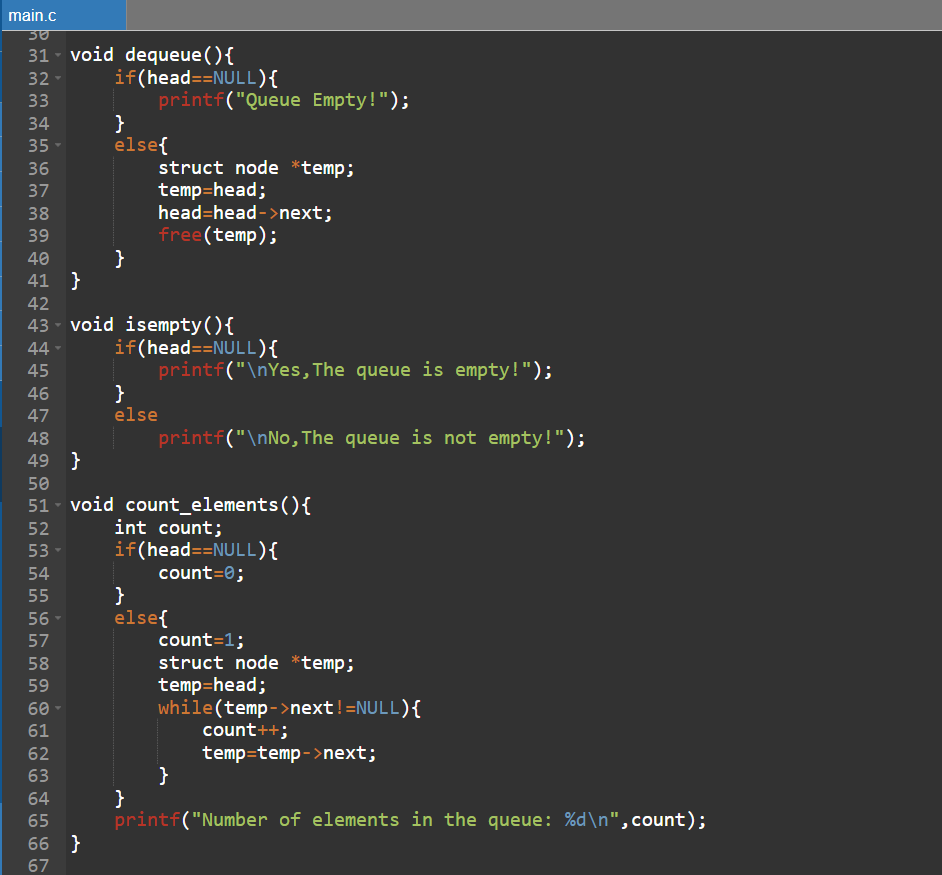 main.c
30
31 void dequeue(){
32     if(head==NULL){
33         printf("Queue Empty!");
34     }
35     else{
36         struct node *temp;
37         temp=head;
38         head=head->next;
39         free(temp);
40     }
41 }
42
43 void isempty(){
44     if(head==NULL){
45         printf("\nYes,The queue is empty!");
46     }
47     else
48         printf("\nNo,The queue is not empty!");
49 }
50
51 void count_elements(){
52     int count;
53     if(head==NULL){
54         count=0;
55     }
56     else{
57         count=1;
58         struct node *temp;
59         temp=head;
60         while(temp->next!=NULL){
61             count++;
62             temp=temp->next;
63         }
64     }
65     printf("Number of elements in the queue: %d\n",count);
66 }
67